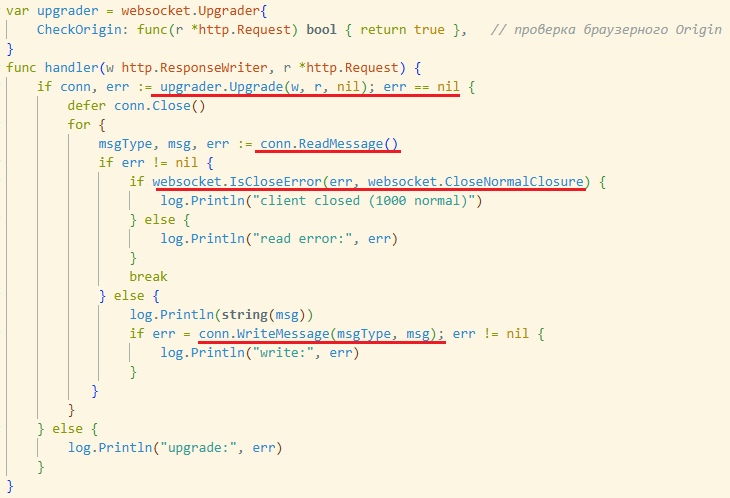 var upgrader = websocket.Upgrader{
    CheckOrigin: func(r *http.Request) bool { return true },   // проверка браузерного Origin
}
func handler(w http.ResponseWriter, r *http.Request) {
    if conn, err := upgrader.Upgrade(w, r, nil); err == nil {
        defer conn.Close()
        for {
            msgType, msg, err := conn.ReadMessage()
            if err != nil {
                if websocket.IsCloseError(err, websocket.CloseNormalClosure) {
                    log.Println("client closed (1000 normal)")
                } else {
                    log.Println("read error:", err)
                }
                break
            } else {
                log.Println(string(msg))
                if err = conn.WriteMessage(msgType, msg); err != nil {
                    log.Println("write:", err)
                }
            }
        }
    } else {
        log.Println("upgrade:", err)
    }
}